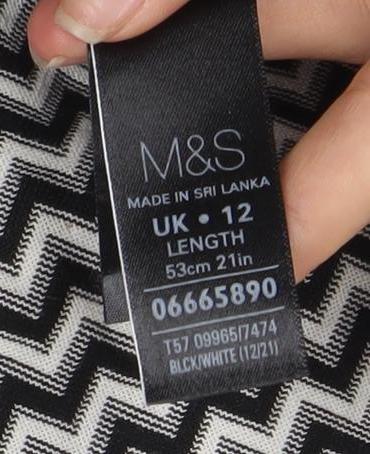 M&S
MADE IN SRI LANKA
UK • 12
LENGTH
53cm 21in
06665890
T57 09965/7474
BLCK/WHITE (12/21)